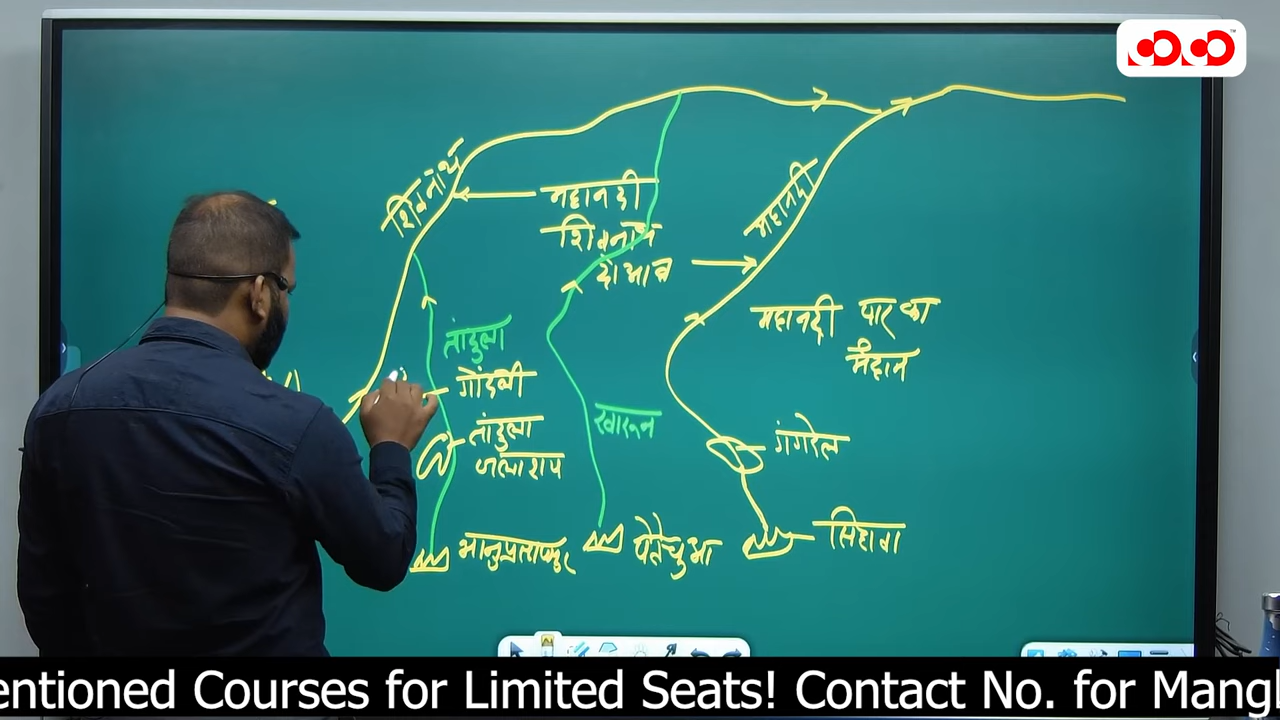 शिवनाथ
महानदी
शिवनाथ
दोआब
महानदी
महानदी पार का
मैदान
तांदुला
गोंदली
तांदुला
जलाशय
खारून
गंगरेल
भानुप्रतापपुर
पेतेचुआ
सिहावा
entioned Courses for Limited Seats! Contact No. for Mangl